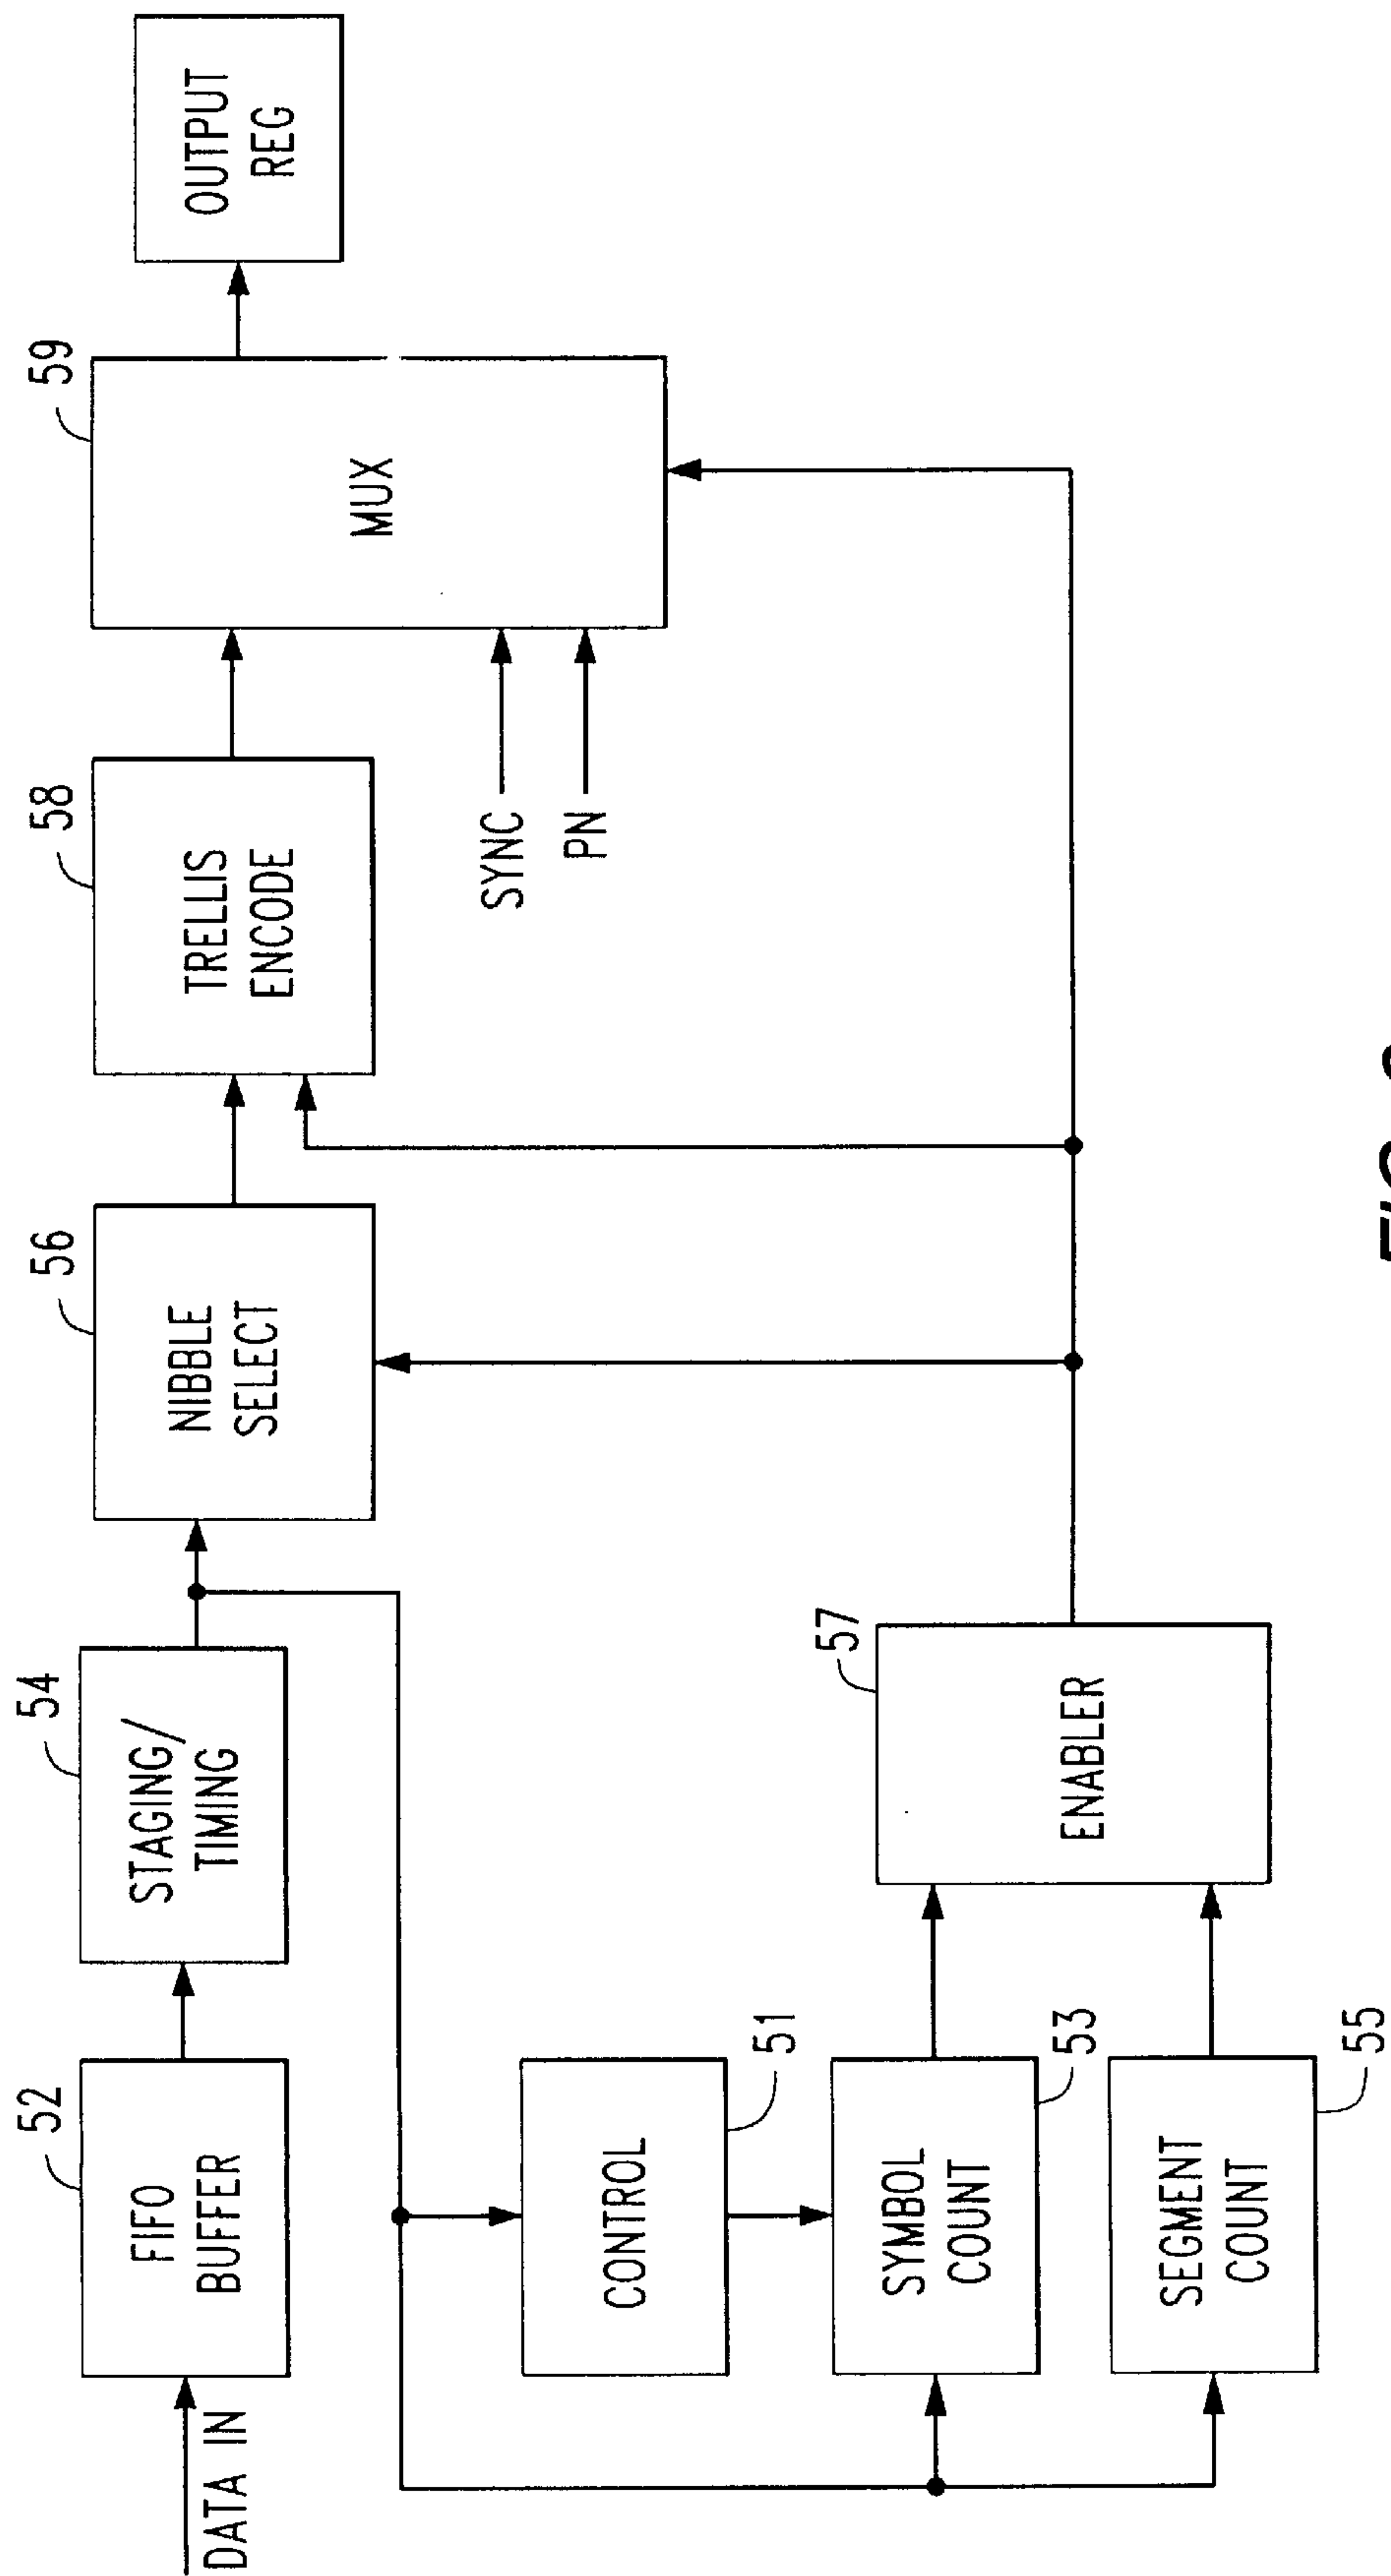 DATA IN
52
FIFO
BUFFER
54
STAGING/
TIMING
56
NIBBLE
SELECT
58
TRELLIS
ENCODE
59
MUX
OUTPUT
REG
SYNC
PN
CONTROL
51
SYMBOL
COUNT
53
SEGMENT
COUNT
55
57
ENABLER
FIG.